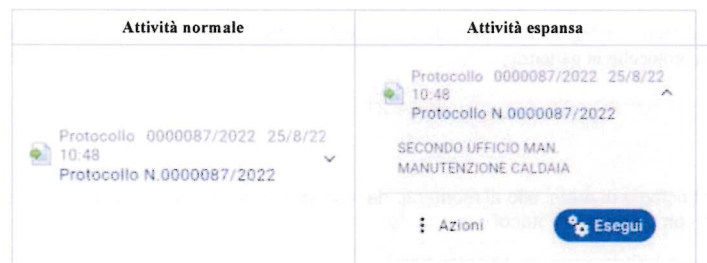 Attività normale
Attività espansa
Protocollo 0000087/2022 25/8/22
10:48
Protocollo N.0000087/2022
Protocollo 0000087/2022 25/8/22
10:48
Protocollo N.0000087/2022
SECONDO UFFICIO MAN.
MANUTENZIONE CALDAIA
Azioni
Esegui